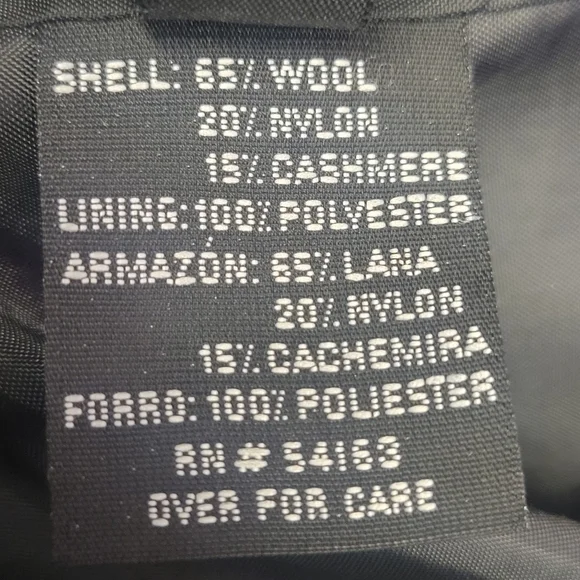 SHELL: 65% WOOL
20% NYLON
15% CASHMERE
LINING: 100% POLYESTER
ARMAZÓN: 65% LANA
20% NYLON
15% CACHEMIRA
FORRO: 100% POLIESTER
RN # 54163
OVER FOR CARE